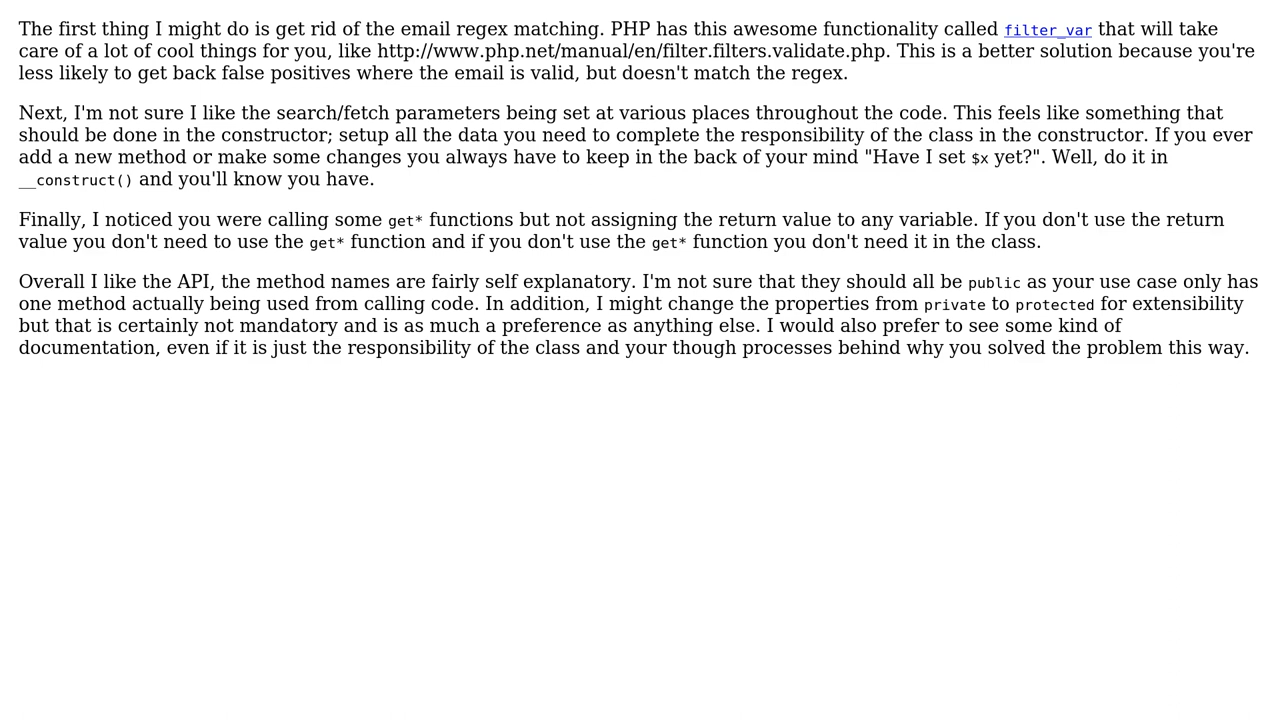 The first thing I might do is get rid of the email regex matching. PHP has this awesome functionality called filter_var that will take
care of a lot of cool things for you, like http://www.php.net/manual/en/filter.filters.validate.php. This is a better solution because you're
less likely to get back false positives where the email is valid, but doesn't match the regex.
Next, I'm not sure I like the search/fetch parameters being set at various places throughout the code. This feels like something that
should be done in the constructor; setup all the data you need to complete the responsibility of the class in the constructor. If you ever
add a new method or make some changes you always have to keep in the back of your mind "Have I set $x yet?". Well, do it in
__construct() and you'll know you have.
Finally, I noticed you were calling some get* functions but not assigning the return value to any variable. If you don't use the return
value you don't need to use the get* function and if you don't use the get* function you don't need it in the class.
Overall I like the API, the method names are fairly self explanatory. I'm not sure that they should all be public as your use case only has
one method actually being used from calling code. In addition, I might change the properties from private to protected for extensibility
but that is certainly not mandatory and is as much a preference as anything else. I would also prefer to see some kind of
documentation, even if it is just the responsibility of the class and your though processes behind why you solved the problem this way.